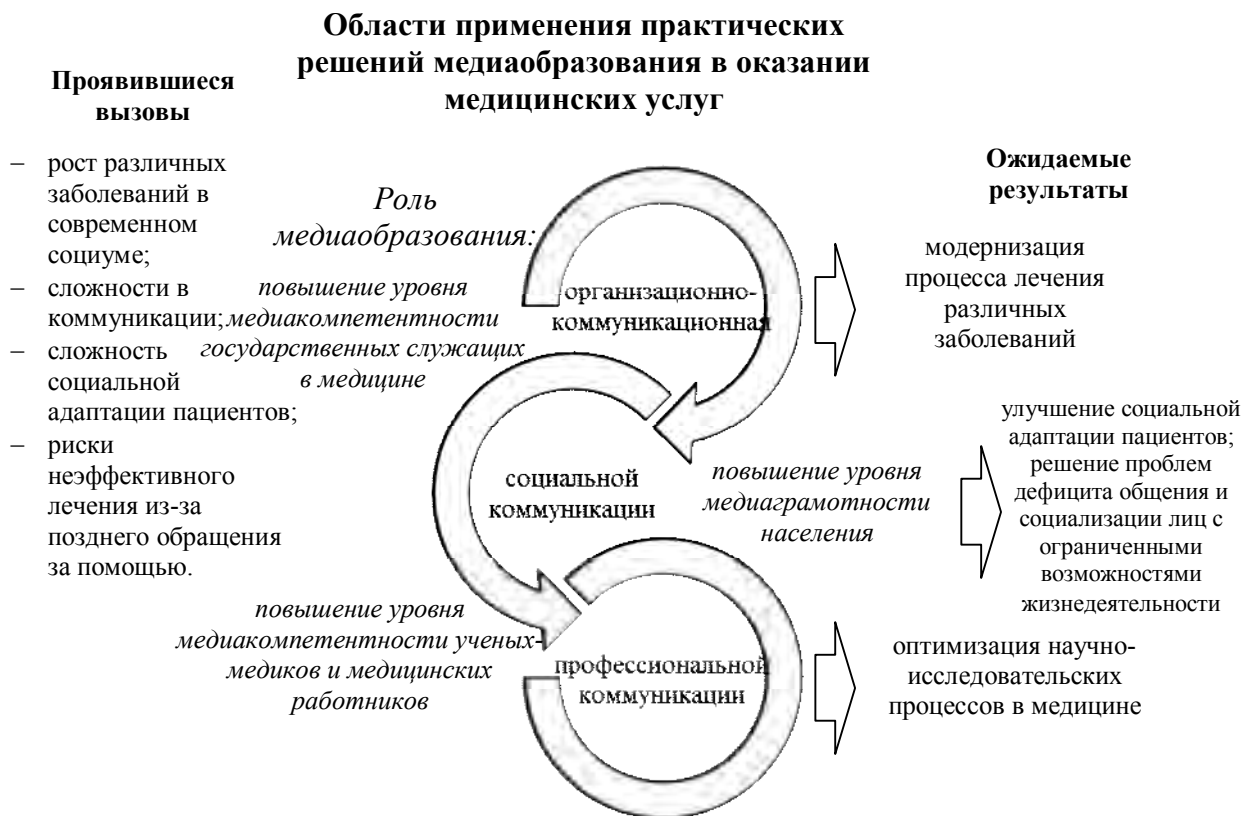 Области применения практических
решений медиаобразования в оказании
медицинских услуг
Проявившиеся
вызовы
– рост различных
заболеваний в
современном
социуме;
– сложности в
коммуникации;
– сложность
социальной
адаптации пациентов;
– риски
неэффективного
лечения из-за
позднего обращения
за помощью.
Роль
медиаобразования:
повышение уровня
медиакомпетентности
государственных служащих
в медицине
организационно-
коммуникационная
социальной
коммуникации
повышение уровня
медиаграмотности
населения
повышение уровня
медиакомпетентности ученых-
медиков и медицинских
работников
профессиональной
коммуникации
Ожидаемые
результаты
модернизация
процесса лечения
различных
заболеваний
улучшение социальной
адаптации пациентов;
решение проблем
дефицита общения и
социализации лиц с
ограниченными
возможностями
жизнедеятельности
оптимизация научно-
исследовательских
процессов в медицине